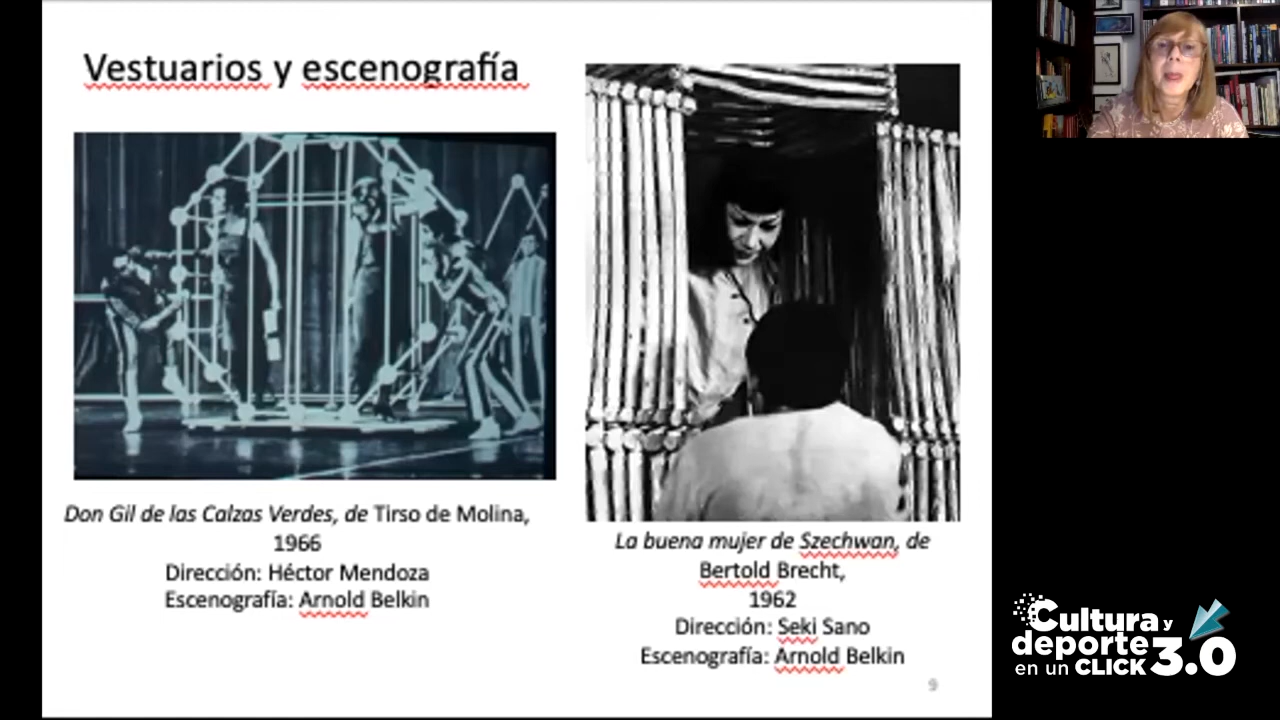 Vestuarios y escenografía
Don Gil de las Calzas Verdes, de Tirso de Molina,
1966
Dirección: Héctor Mendoza
Escenografía: Arnold Belkin
La buena mujer de Szechwan, de
Bertold Brecht,
1962
Dirección: Seki Sano
Escenografía: Arnold Belkin
9
Cultura y
deporte
en un CLICK 3.0